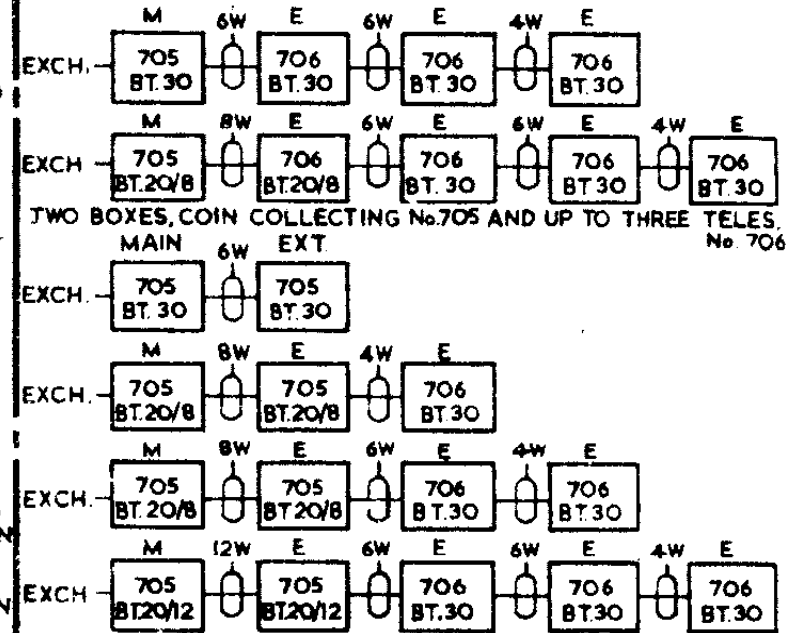 M 6W E 6W E 4W E
EXCH. 705 706 706 706
BT.30 BT.30 BT.30 BT.30
M 8W E 6W E 6W E 4W E
EXCH 705 706 706 706 706
BT.20/8 BT.20/8 BT.30 BT.30 BT.30
TWO BOXES, COIN COLLECTING No.705 AND UP TO THREE TELES.
No. 706
MAIN 6W EXT.
EXCH. 705 705
BT.30 BT.30
M 8W E 4W E
EXCH. 705 705 706
BT.20/8 BT.20/8 BT.30
M 8W E 6W E 4W E
EXCH. 705 705 706 706
BT.20/8 BT.20/8 BT.30 BT.30
M 12W E 6W E 6W E 4W E
EXCH 705 705 706 706 706
BT.20/12 BT.20/12 BT.30 BT.30 BT.30